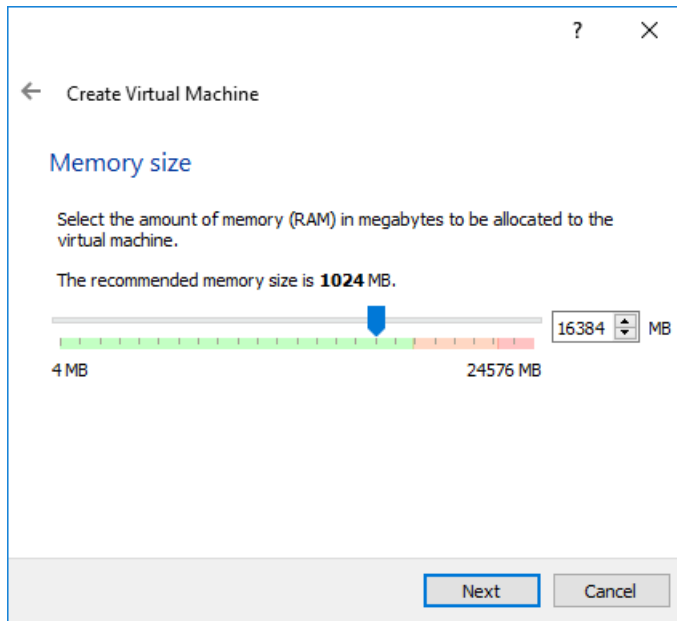 ?
Create Virtual Machine
Memory size
Select the amount of memory (RAM) in megabytes to be allocated to the
virtual machine.
The recommended memory size is 1024 MB.
16384 MB
4 MB 24576 MB
Next Cancel